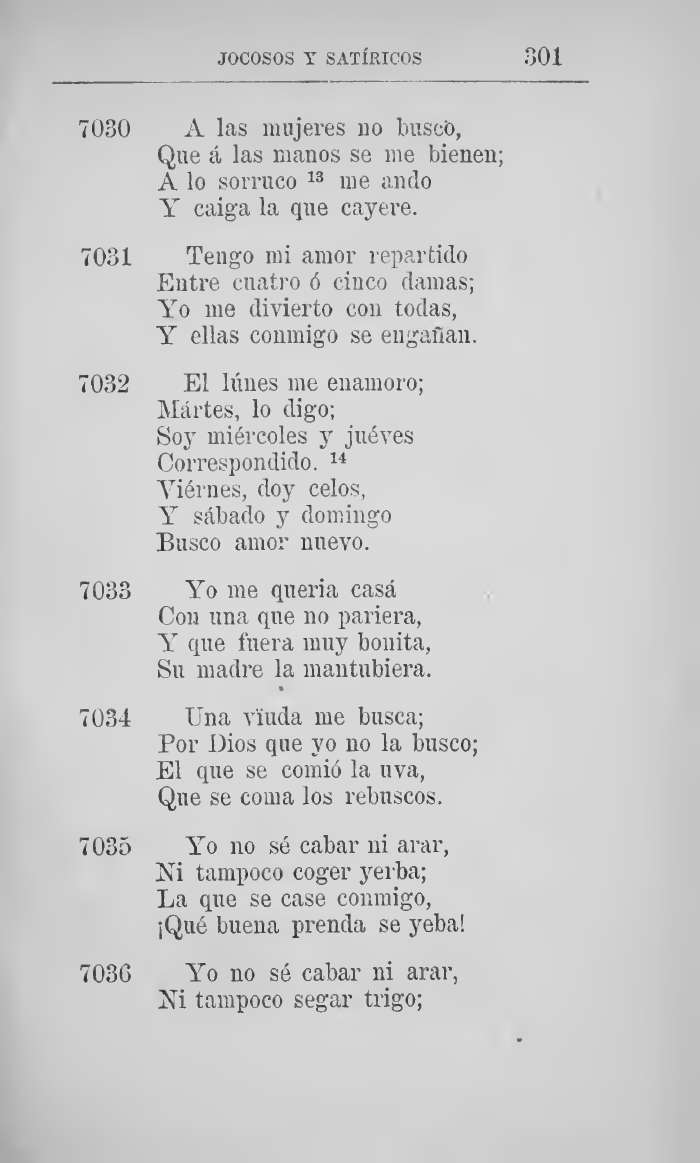 JOCOSOS Y SATÍRICOS 301
7030 A las mujeres no busco,
Que á las manos se me bienen;
A lo sorruco 13 me ando
Y caiga la que cayere.
7031 Tengo mi amor repartido
Entre cuatro ó cinco damas;
Yo me divierto con todas,
Y ellas conmigo se engañan.
7032 El lúnes me enamoro;
Mártes, lo digo;
Soy miércoles y juéves
Correspondido. 14
Viérnes, doy celos,
Y sábado y domingo
Busco amor nuevo.
7033 Yo me queria casá
Con una que no pariera,
Y que fuera muy bonita,
Su madre la mantubiera.
7034 Una vïuda me busca;
Por Dios que yo no la busco;
El que se comió la uva,
Que se coma los rebuscos.
7035 Yo no sé cabar ni arar,
Ni tampoco coger yerba;
La que se case conmigo,
¡Qué buena prenda se yeba!
7036 Yo no sé cabar ni arar,
Ni tampoco segar trigo;